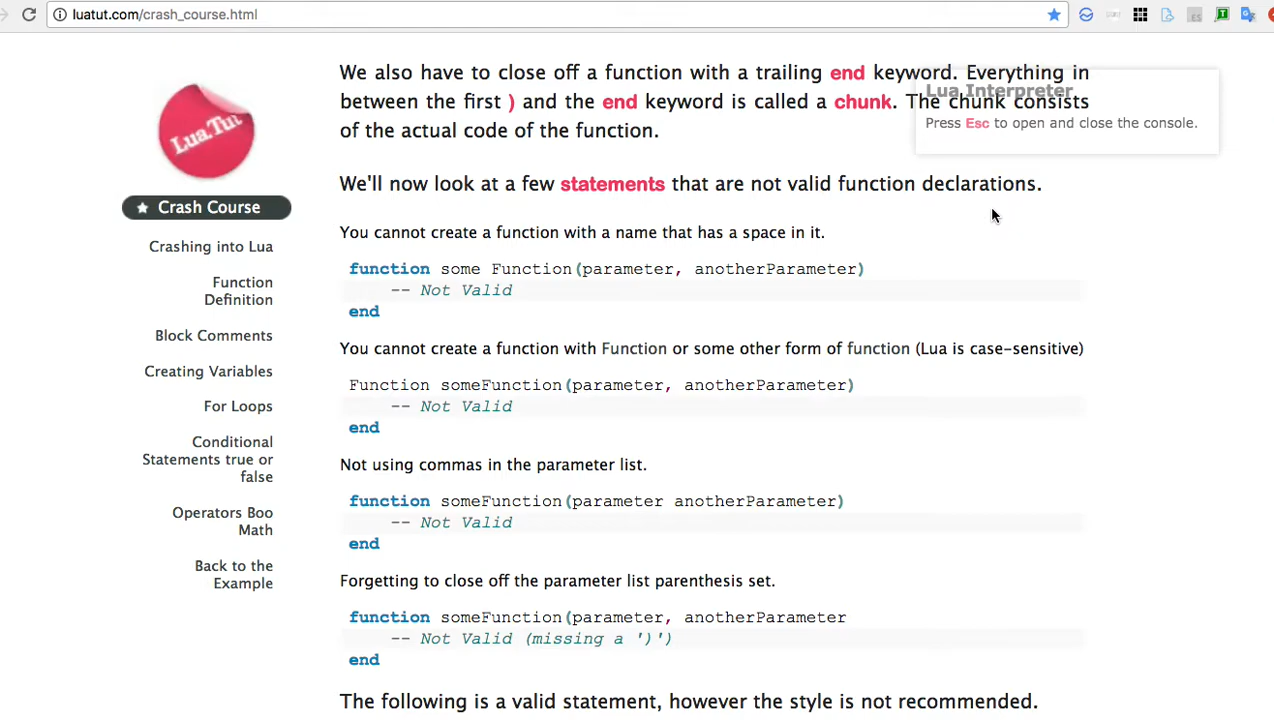 luatut.com/crash_course.html
We also have to close off a function with a trailing end keyword. Everything in
between the first ) and the end keyword is called a chunk. The chunk consists
of the actual code of the function.
Lua Interpreter
Press Esc to open and close the console.
Lua.Tut
Crash Course
Crashing into Lua
Function
Definition
Block Comments
Creating Variables
For Loops
Conditional
Statements true or
false
Operators Boo
Math
Back to the
Example
We'll now look at a few statements that are not valid function declarations.
You cannot create a function with a name that has a space in it.
function some Function(parameter, anotherParameter)
-- Not Valid
end
You cannot create a function with Function or some other form of function (Lua is case-sensitive)
Function someFunction(parameter, anotherParameter)
-- Not Valid
end
Not using commas in the parameter list.
function someFunction(parameter anotherParameter)
-- Not Valid
end
Forgetting to close off the parameter list parenthesis set.
function someFunction(parameter, anotherParameter
-- Not Valid (missing a ')')
end
The following is a valid statement, however the style is not recommended.